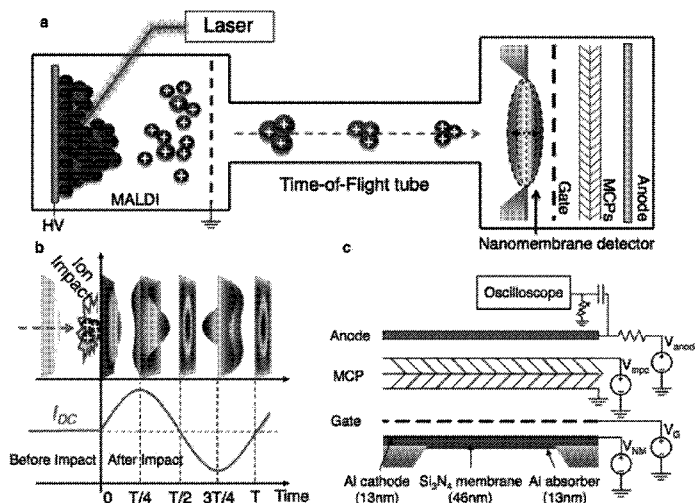 a
Laser
MALDI
HV
Time-of-Flight tube
Gate
MCPs
Anode
Nanomembrane detector
b
Ion
Impact
I_DC
Before Impact
After Impact
0
T/4
T/2
3T/4
T
Time
c
Oscilloscope
Anode
V_anode
MCP
V_mpc
Gate
V_G
V_NM
Al cathode
(13nm)
Si3N4 membrane
(46nm)
Al absorber
(13nm)